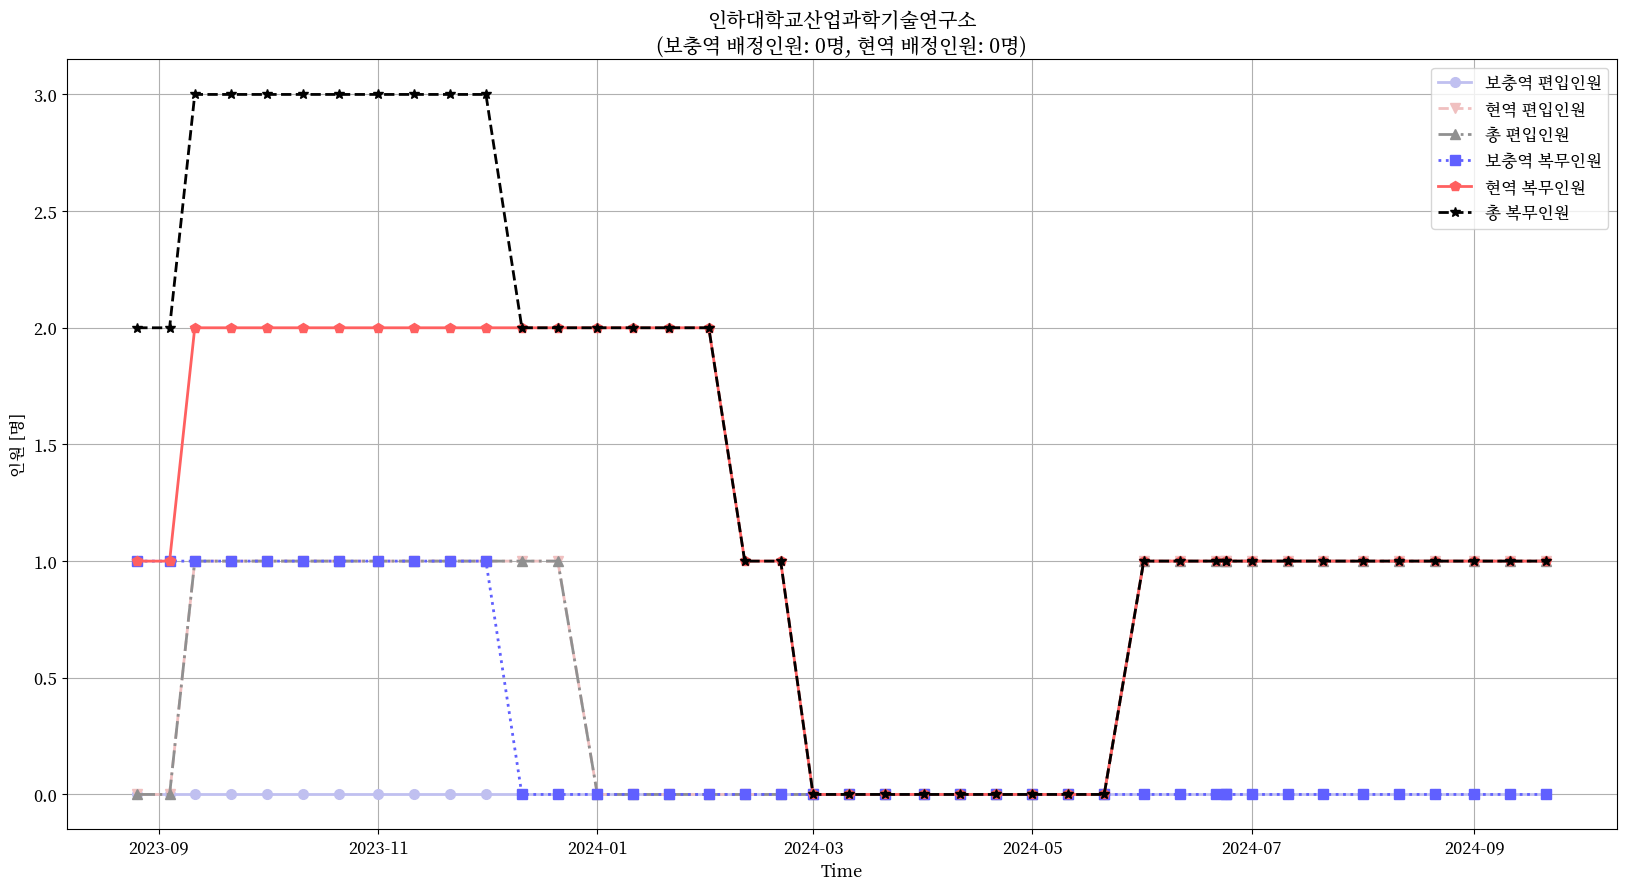 인하대학교산업과학기술연구소
(보충역 배정인원: 0명, 현역 배정인원: 0명)
보충역 편입인원
현역 편입인원
총 편입인원
보충역 복무인원
현역 복무인원
총 복무인원
인원 [명]
3.0
2.5
2.0
1.5
1.0
0.5
0.0
2023-09
2023-11
2024-01
2024-03
2024-05
2024-07
2024-09
Time